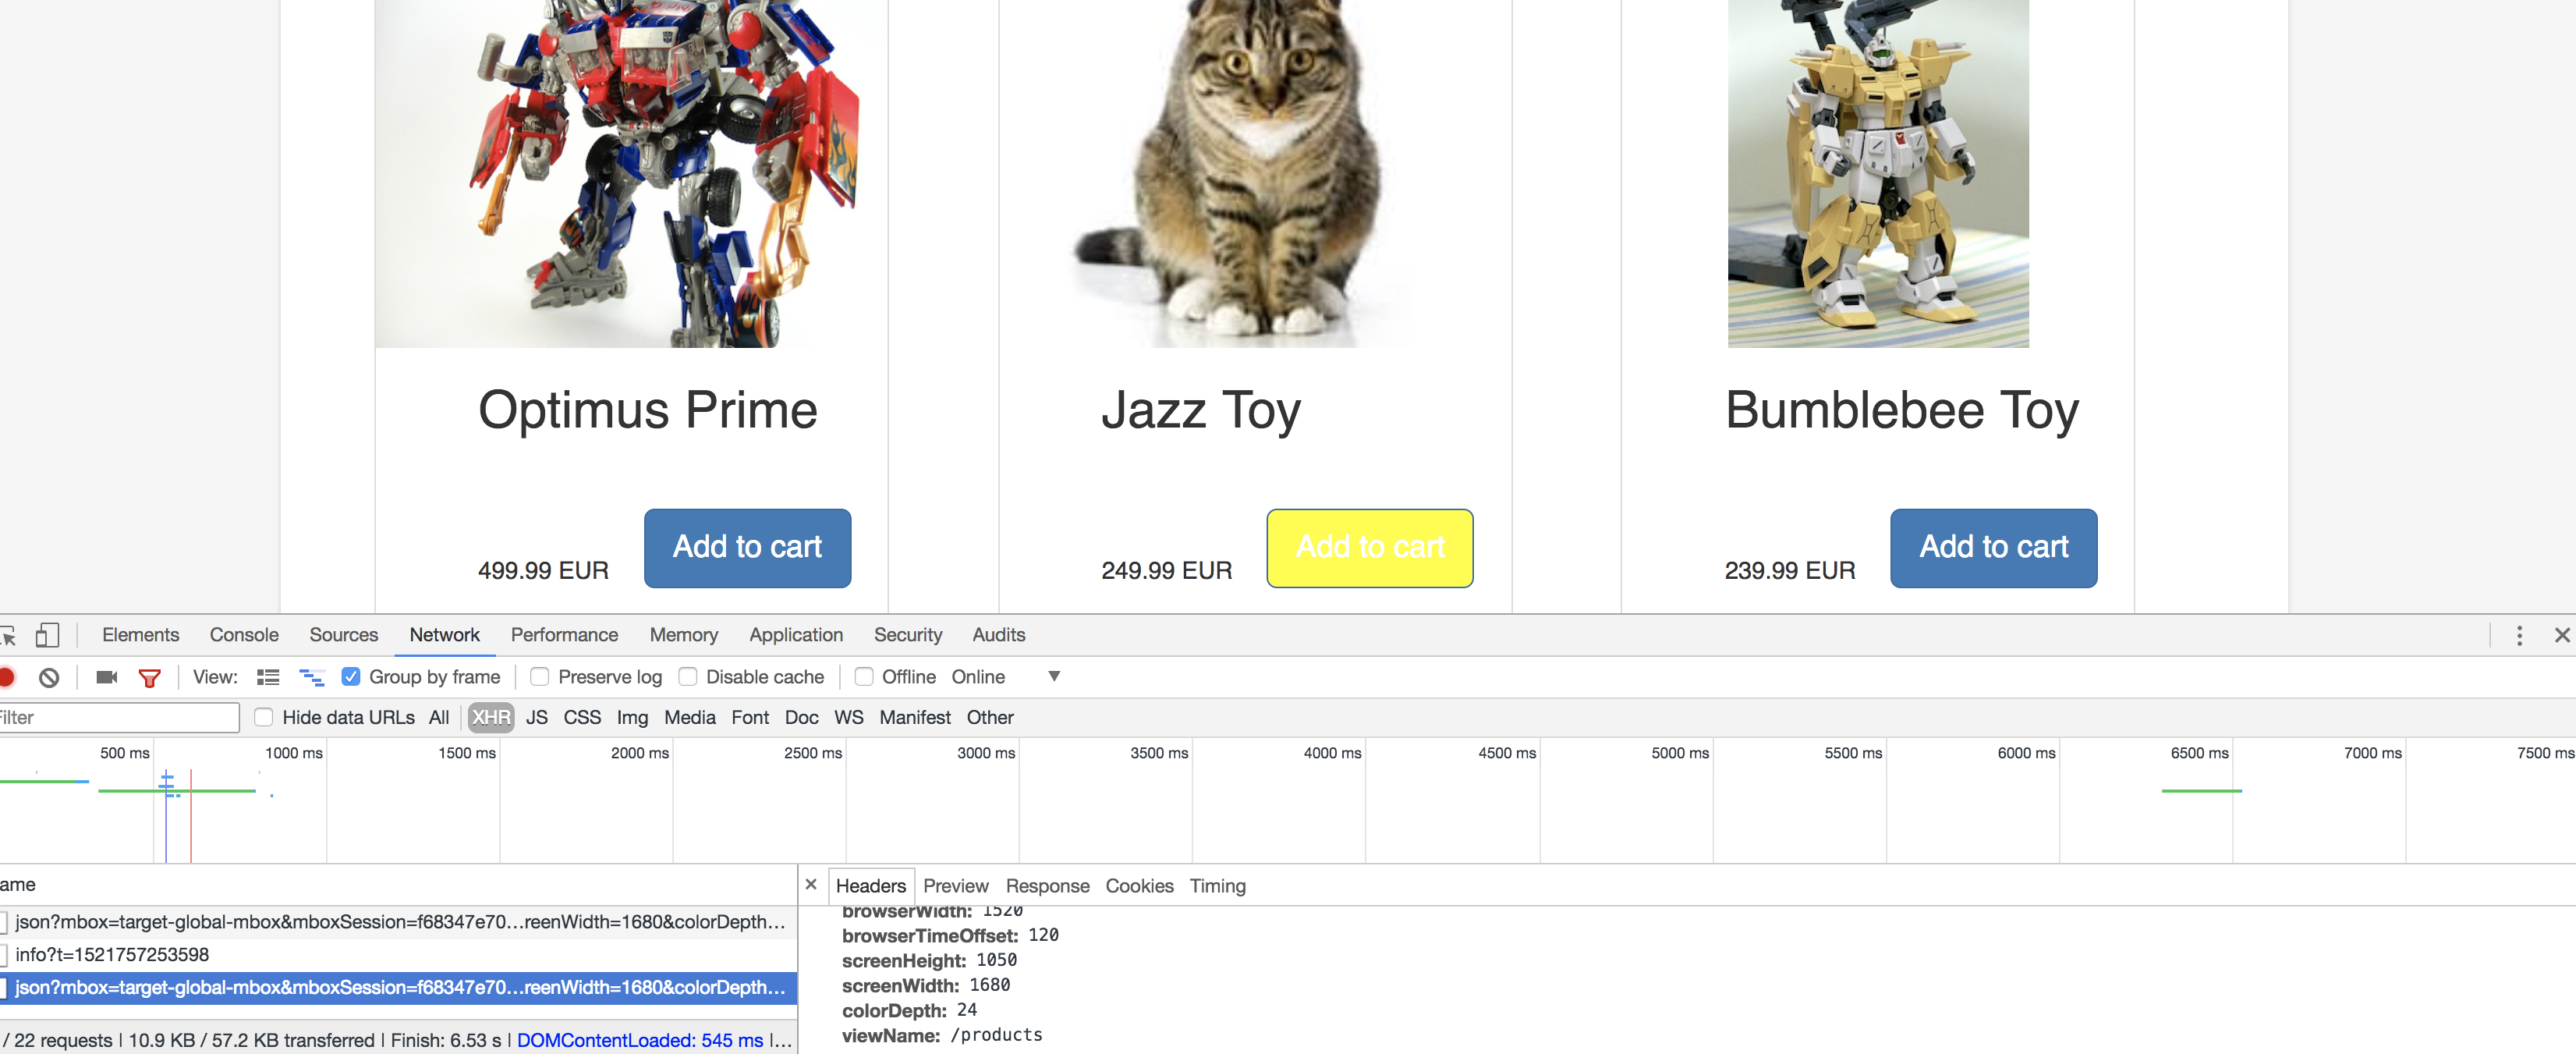 Optimus Prime
Jazz Toy
Bumblebee Toy
499.99 EUR
Add to cart
249.99 EUR
Add to cart
239.99 EUR
Add to cart
Elements Console Sources Network Performance Memory Application Security Audits
View: Group by frame Preserve log Disable cache Offline Online
Filter Hide data URLs All XHR JS CSS Img Media Font Doc WS Manifest Other
500 ms 1000 ms 1500 ms 2000 ms 2500 ms 3000 ms 3500 ms 4000 ms 4500 ms 5000 ms 5500 ms 6000 ms 6500 ms 7000 ms 7500 ms
ame
Headers Preview Response Cookies Timing
json?mbox=target-global-mbox&mboxSession=f68347e70...reenWidth=1680&colorDepth...
info?t=1521757253598
json?mbox=target-global-mbox&mboxSession=f68347e70...reenWidth=1680&colorDepth...
/ 22 requests | 10.9 KB / 57.2 KB transferred | Finish: 6.53 s | DOMContentLoaded: 545 ms |...
browserWidth: 1520
browserTimeOffset: 120
screenHeight: 1050
screenWidth: 1680
colorDepth: 24
viewName: /products